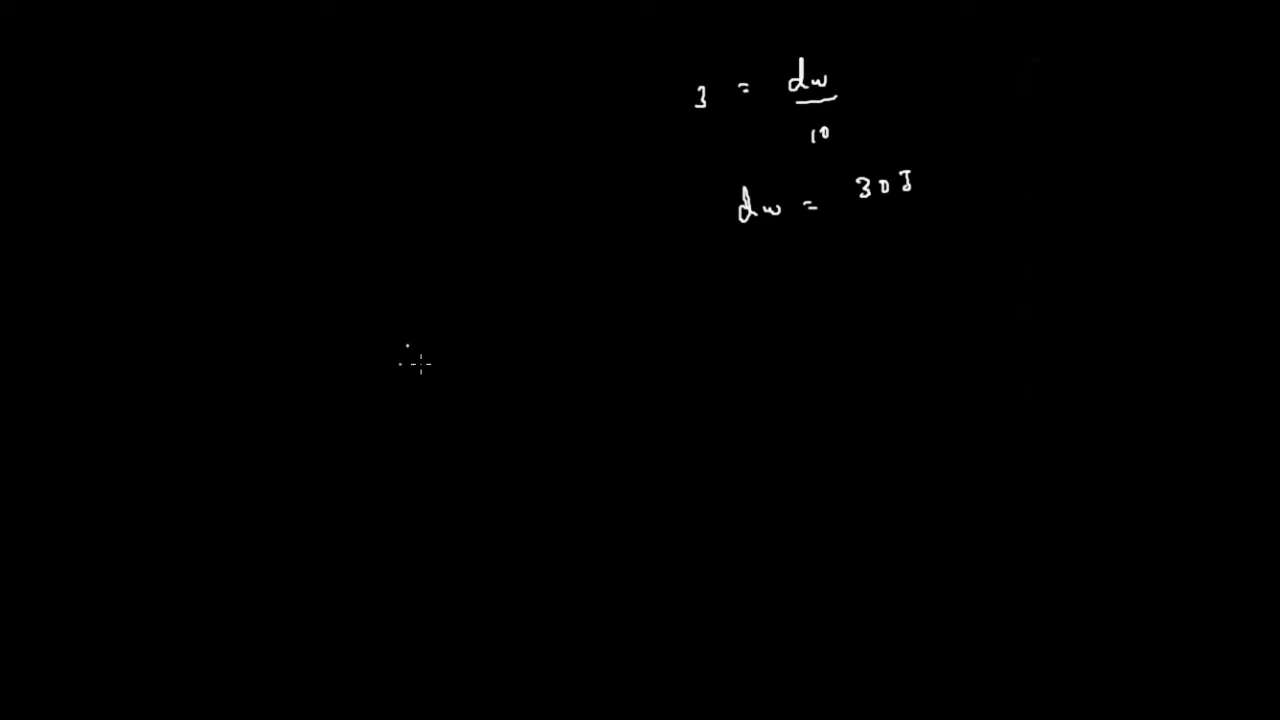 3 = dw/10
dw = 30J